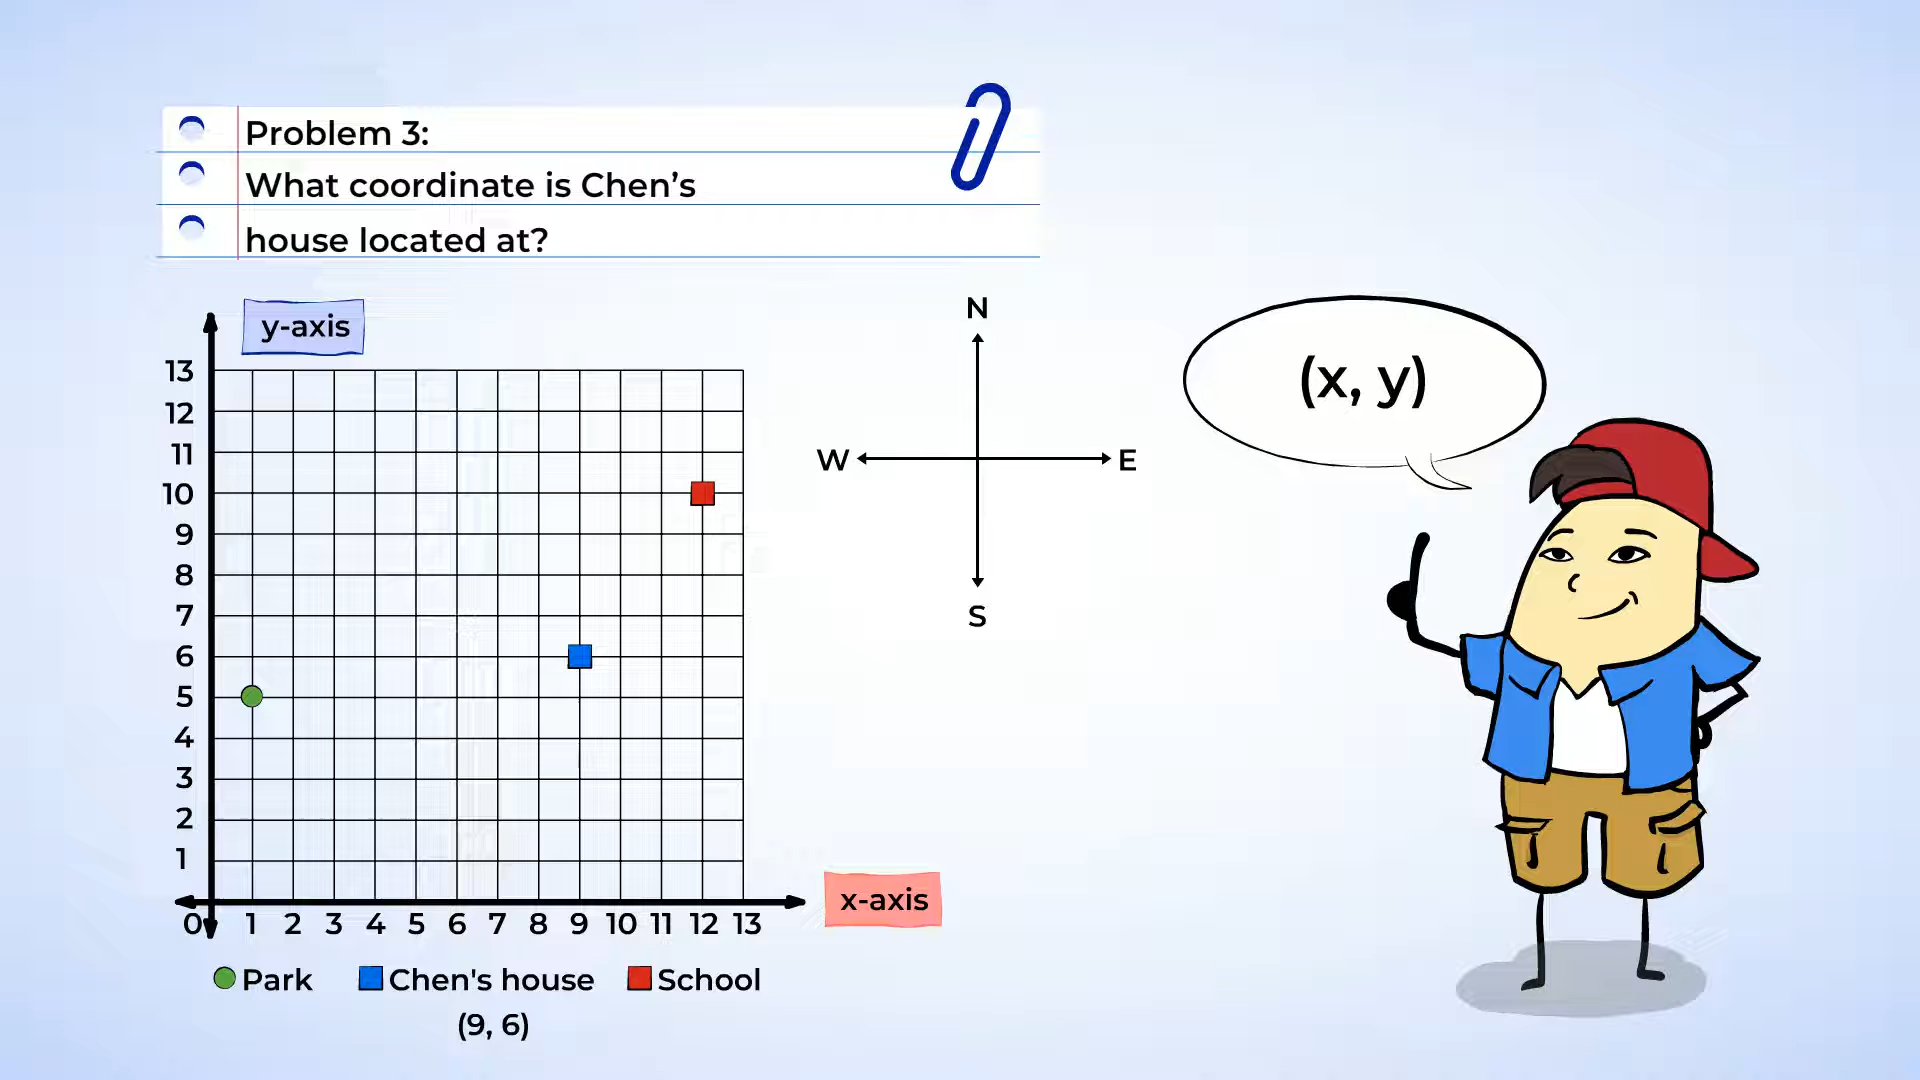 Problem 3:
What coordinate is Chen's
house located at?
y-axis
13
12
11
10
9
8
7
6
5
4
3
2
1
0 1 2 3 4 5 6 7 8 9 10 11 12 13
x-axis
Park Chen's house School
(9, 6)
N
W E
S
(x, y)